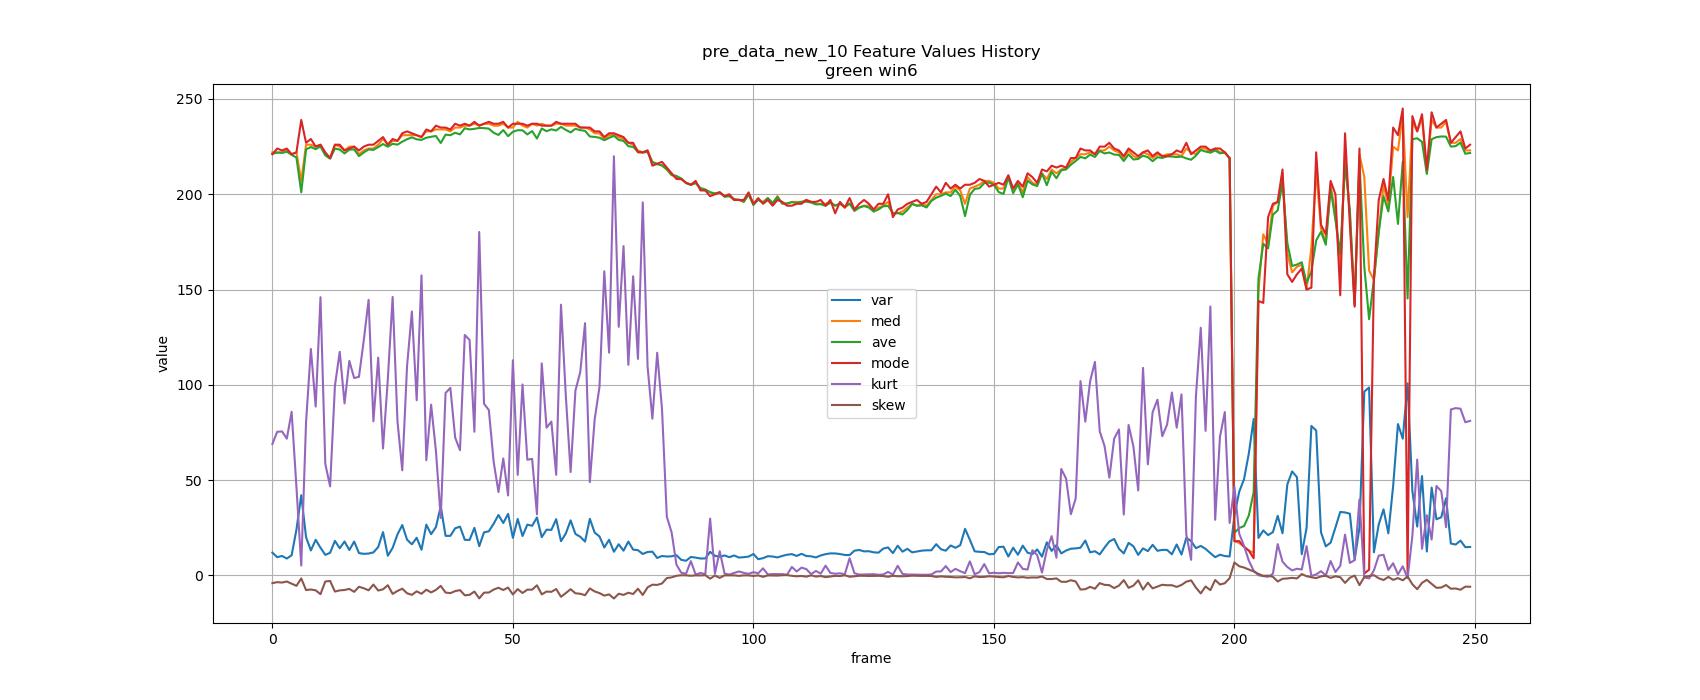 pre_data_new_10 Feature Values History
green win6
250
200
150
100
50
0
value
var
med
ave
mode
kurt
skew
0 50 100 150 200 250
frame